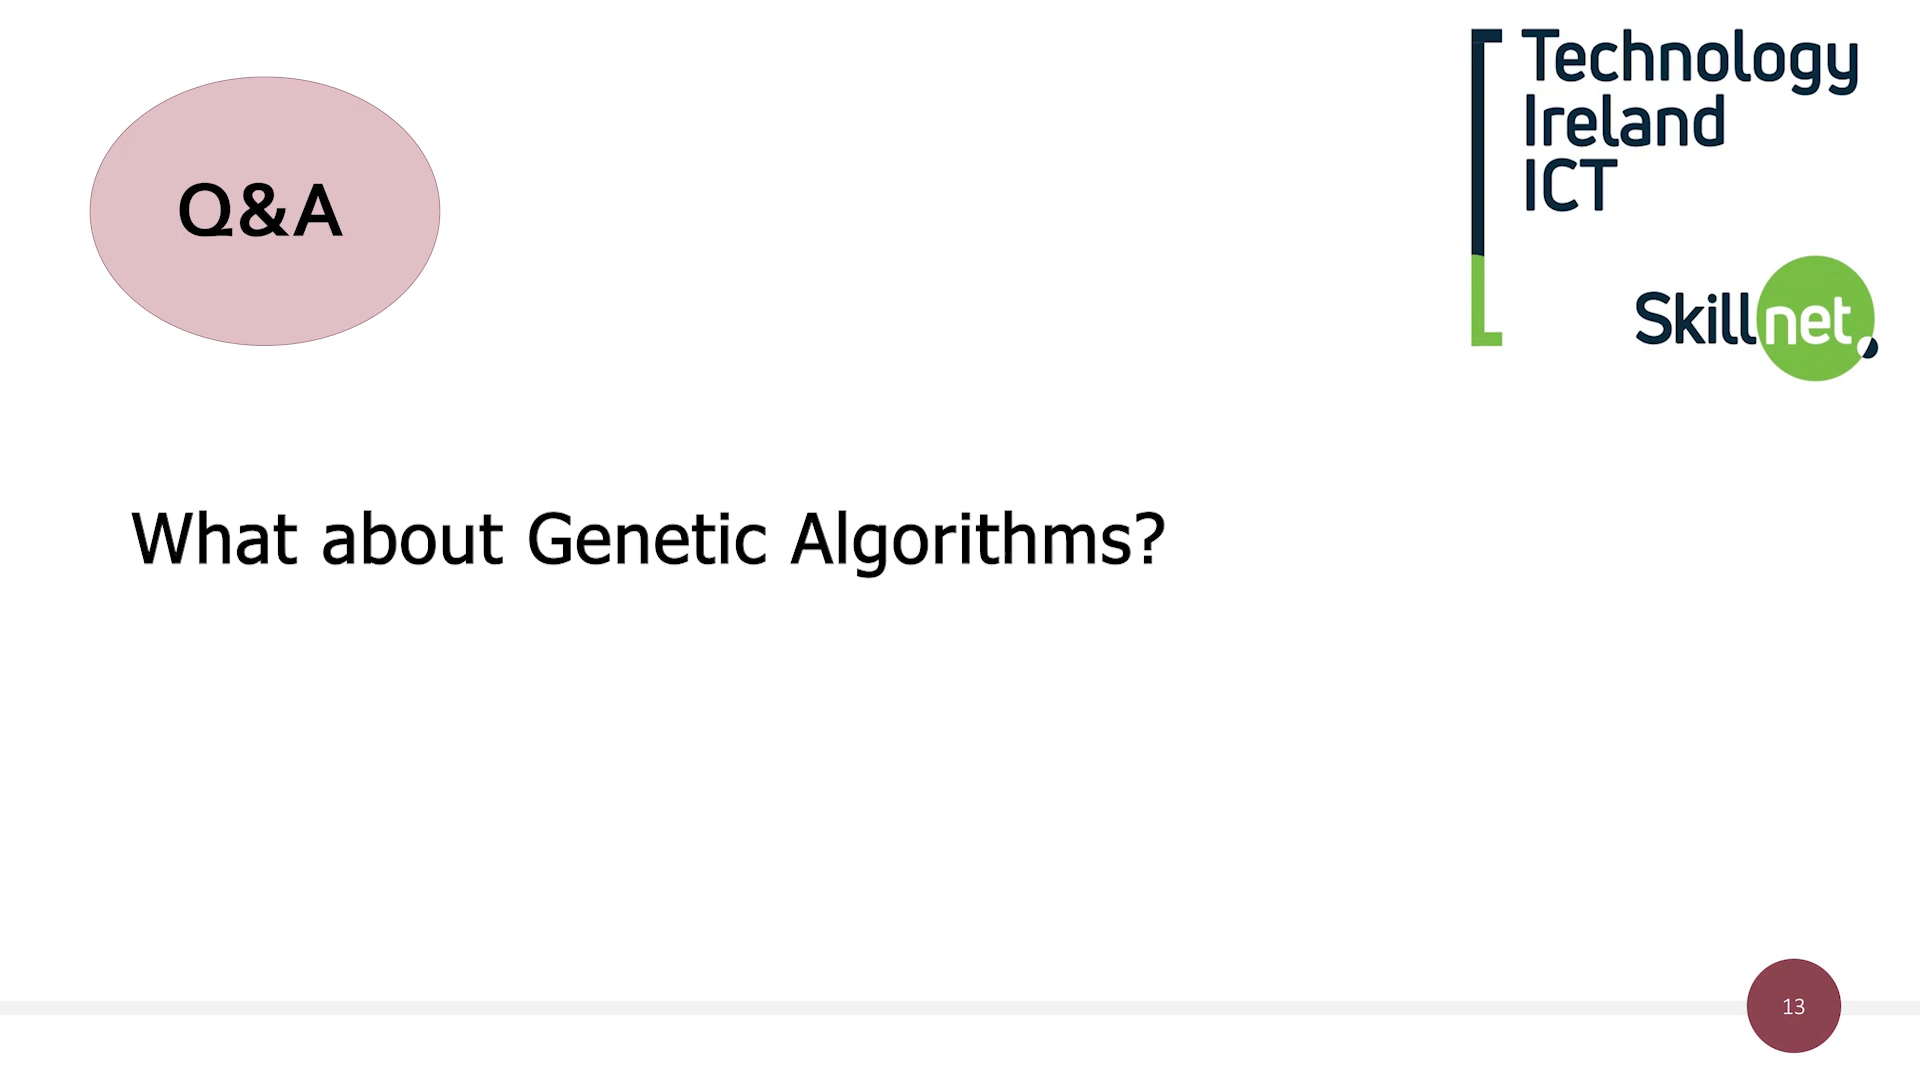 Q&A
Technology
Ireland
ICT
Skillnet
What about Genetic Algorithms?
13